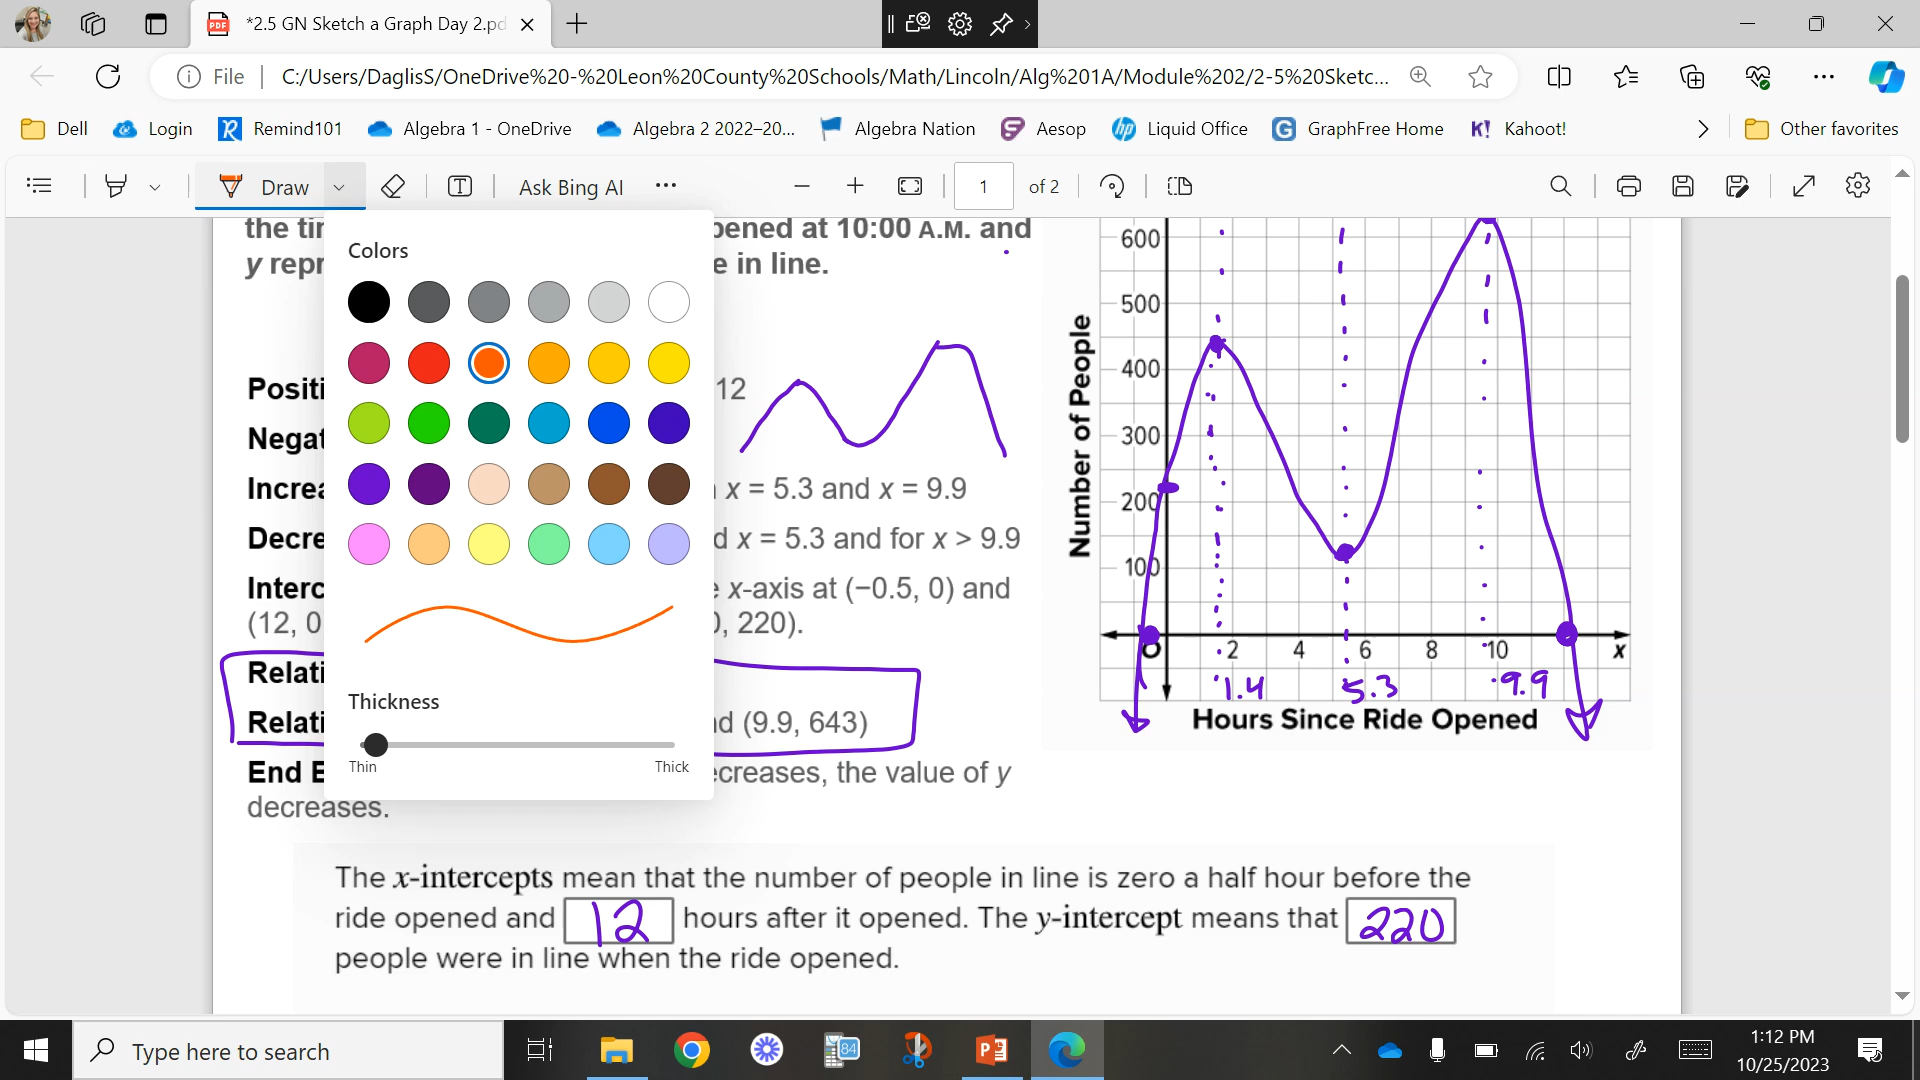 *2.5 GN Sketch a Graph Day 2.pd
File
C:/Users/DaglisS/OneDrive%20-%20Leon%20County%20Schools/Math/Lincoln/Alg%201A/Module%202/2-5%20Sketc...
Dell
Login
Remind101
Algebra 1 - OneDrive
Algebra 2 2022–20...
Algebra Nation
Aesop
Liquid Office
GraphFree Home
Kahoot!
Other favorites
Draw
Ask Bing AI
1 of 2
the tir
pened at 10:00 A.M. and
y repr
e in line.
Colors
Positi
12
Negat
Increa
x = 5.3 and x = 9.9
Decre
d x = 5.3 and for x > 9.9
Interc
x-axis at (−0.5, 0) and
(12, 0
), 220).
Relati
Relati
nd (9.9, 643)
End B
creases, the value of y
decreases.
Thickness
Thin
Thick
Number of People
600
500
400
300
200
100
O 2 4 6 8 10 x
1.4 5.3 9.9
Hours Since Ride Opened
The x-intercepts mean that the number of people in line is zero a half hour before the
ride opened and 12 hours after it opened. The y-intercept means that 220
people were in line when the ride opened.
Type here to search
84
1:12 PM
10/25/2023